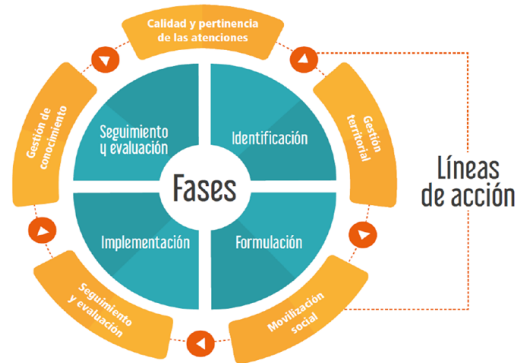 Calidad y pertinencia
de las atenciones
Gestión
territorial
Movilización
social
Seguimiento
y evaluación
Gestión de
conocimiento
Seguimiento
y evaluación
Identificación
Fases
Implementación
Formulación
Líneas
de acción